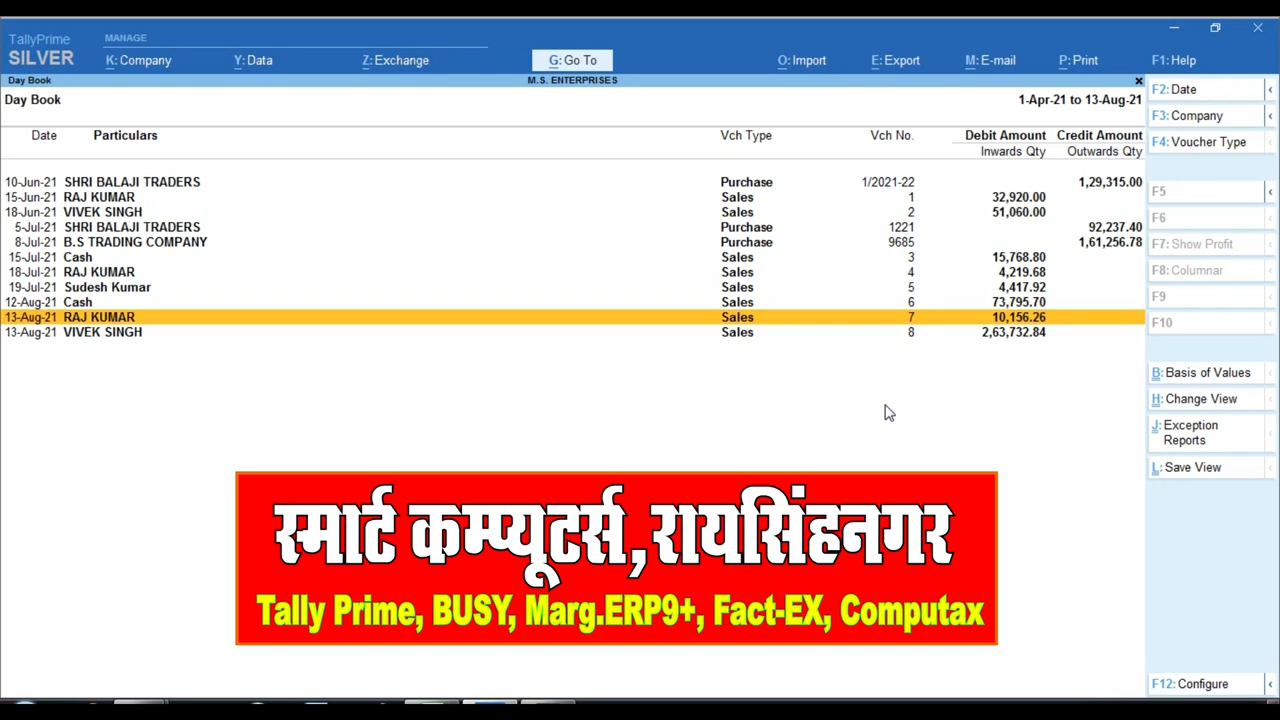 TallyPrime
SILVER
MANAGE
K: Company Y: Data Z: Exchange G: Go To O: Import E: Export M: E-mail P: Print F1: Help
Day Book M.S. ENTERPRISES
Day Book 1-Apr-21 to 13-Aug-21
Date Particulars Vch Type Vch No. Debit Amount Credit Amount
Inwards Qty Outwards Qty
10-Jun-21 SHRI BALAJI TRADERS Purchase 1/2021-22 1,29,315.00
15-Jun-21 RAJ KUMAR Sales 1 32,920.00
18-Jun-21 VIVEK SINGH Sales 2 51,060.00
5-Jul-21 SHRI BALAJI TRADERS Purchase 1221 92,237.40
8-Jul-21 B.S TRADING COMPANY Purchase 9685 1,61,256.78
15-Jul-21 Cash Sales 3 15,768.80
18-Jul-21 RAJ KUMAR Sales 4 4,219.68
18-Jul-21 Sudesh Kumar Sales 5 4,417.92
12-Aug-21 Cash Sales 6 73,795.70
13-Aug-21 RAJ KUMAR Sales 7 10,156.26
13-Aug-21 VIVEK SINGH Sales 8 2,63,732.84
F2: Date
F3: Company
F4: Voucher Type
F5
F6
F7: Show Profit
F8: Columnar
F9
F10
B: Basis of Values
H: Change View
J: Exception
Reports
L: Save View
F12: Configure
स्मार्ट कम्प्यूटर्स,रायसिंहनगर
Tally Prime, BUSY, Marg.ERP9+, Fact-EX, Computax